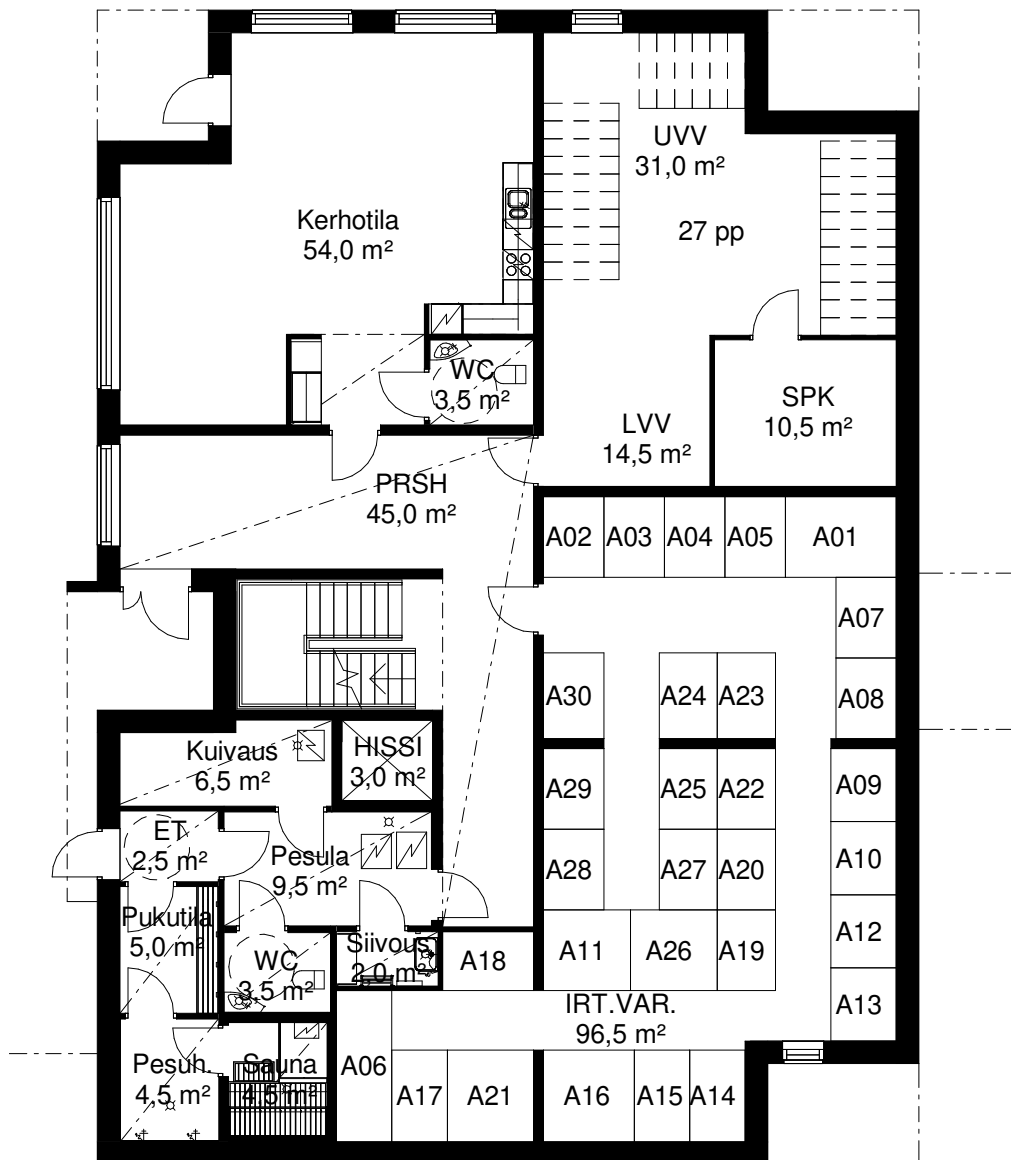 UVV
31,0 m²
Kerhotila
54,0 m²
27 pp
WC
3,5 m²
SPK
10,5 m²
LVV
14,5 m²
PRSH
45,0 m²
A02
A03
A04
A05
A01
A07
A30
A24
A23
A08
Kuivaus
6,5 m²
HISSI
3,0 m²
A29
A25
A22
A09
ET
2,5 m²
Pesula
9,5 m²
A28
A27
A20
A10
Pukutila
5,0 m²
WC
3,5 m²
Siivous
2,0 m²
A18
A11
A26
A19
A12
IRT.VAR.
96,5 m²
A13
Pesuh.
4,5 m²
Sauna
4,5 m²
A06
A17
A21
A16
A15
A14